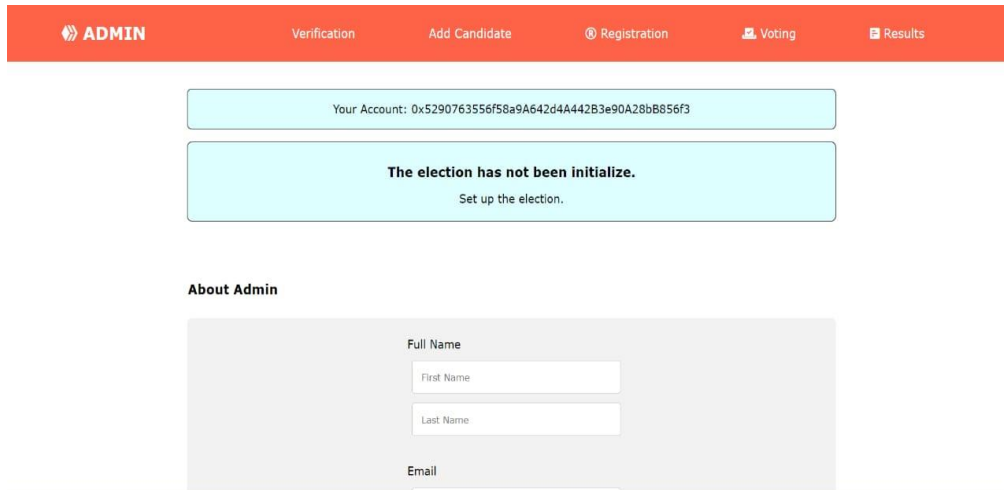 ADMIN
Verification
Add Candidate
® Registration
Voting
Results
Your Account: 0x5290763556f58a9A642d4A442B3e90A28bB856f3
The election has not been initialize.
Set up the election.
About Admin
Full Name
First Name
Last Name
Email